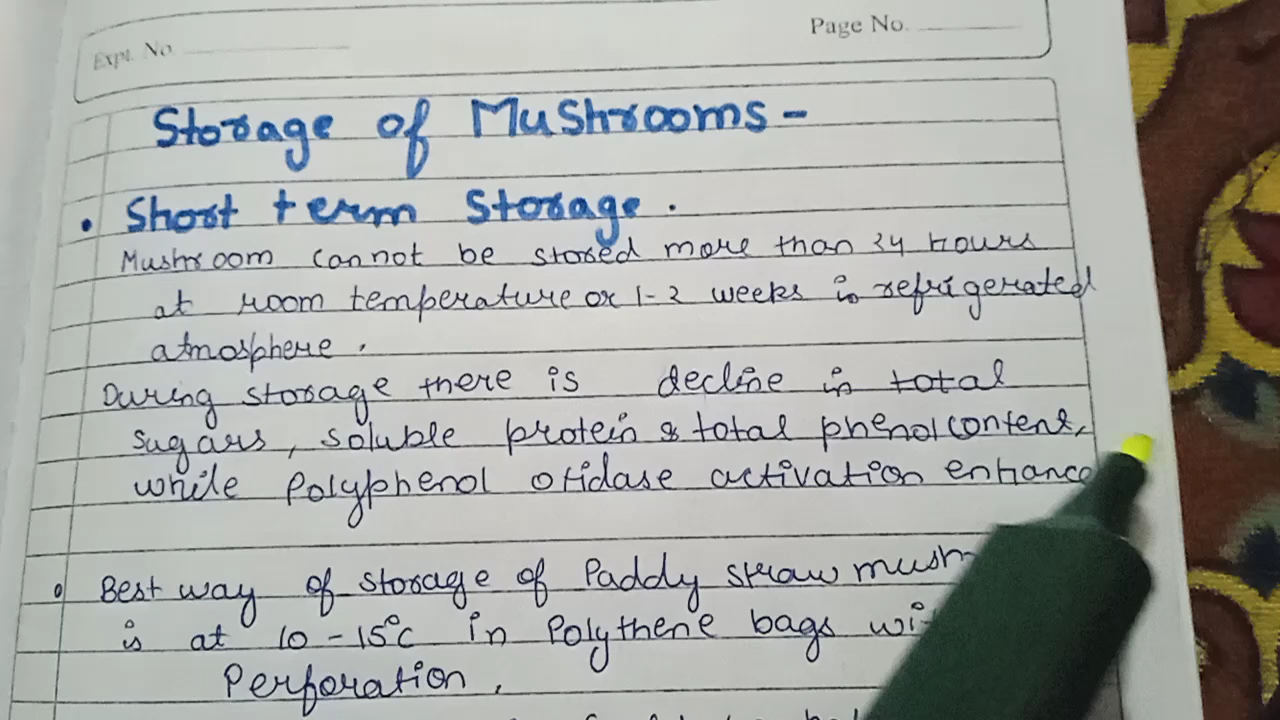 Expt. No.
Page No.
Storage of Mushrooms -
• Short term Storage.
Mushroom cannot be stored more than 24 hours
at room temperature or 1-2 weeks in refrigerated
atmosphere.
During storage there is decline in total
sugars, soluble protein & total phenol content,
while Polyphenol otidase activation enhance
Best way of storage of Paddy straw mush
is at 10-15°C in Polythene bags wi
Perforation.